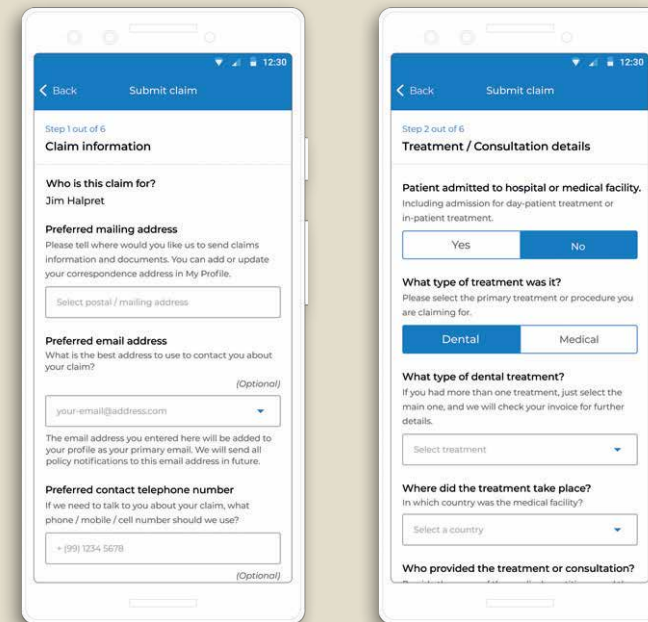 12:30
Back Submit claim
Step 1 out of 6
Claim information
Who is this claim for?
Jim Halpret
Preferred mailing address
Please tell where would you like us to send claims
information and documents. You can add or update
your correspondence address in My Profile.
Select postal / mailing address
Preferred email address
What is the best address to use to contact you about
your claim?
(Optional)
your-email@address.com
The email address you entered here will be added to
your profile as your primary email. We will send all
policy notifications to this email address in future.
Preferred contact telephone number
If we need to talk to you about your claim, what
phone / mobile / cell number should we use?
+ (99) 1234 5678
(Optional)
12:30
Back Submit claim
Step 2 out of 6
Treatment / Consultation details
Patient admitted to hospital or medical facility.
Including admission for day-patient treatment or
in-patient treatment.
Yes No
What type of treatment was it?
Please select the primary treatment or procedure you
are claiming for.
Dental Medical
What type of dental treatment?
If you had more than one treatment, just select the
main one, and we will check your invoice for further
details.
Select treatment
Where did the treatment take place?
In which country was the medical facility?
Select a country
Who provided the treatment or consultation?